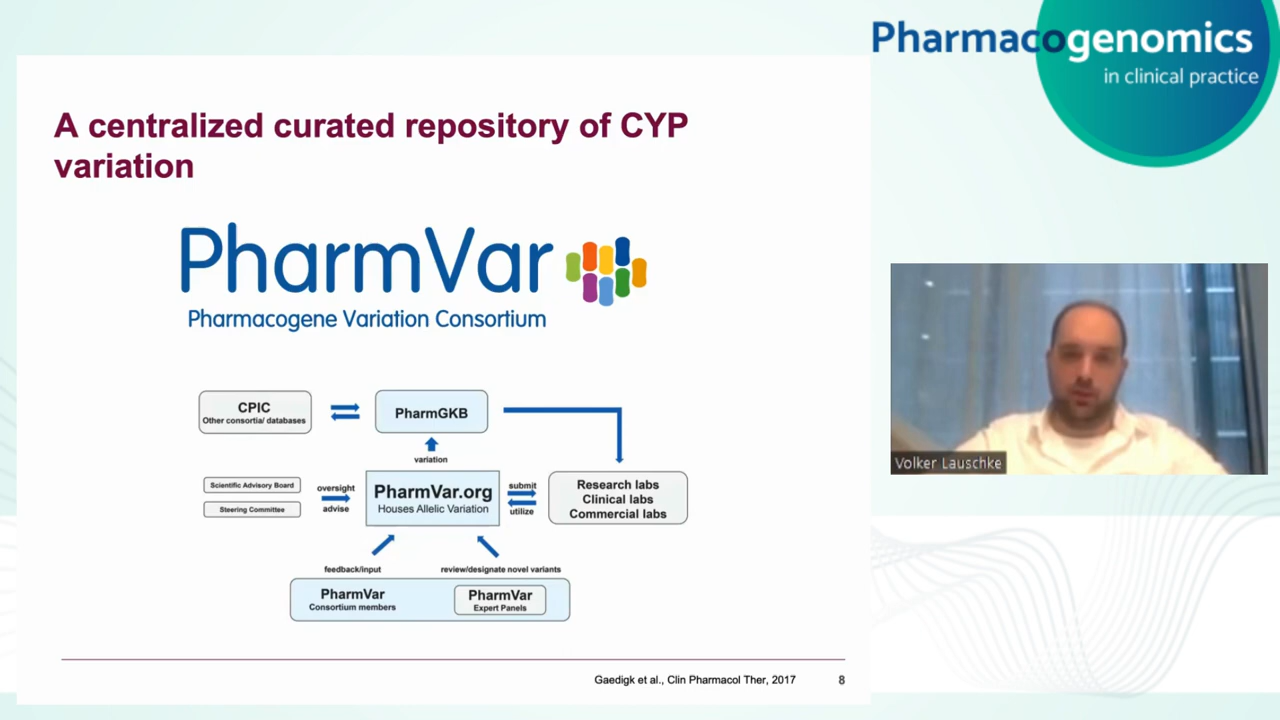 Pharmacogenomics
in clinical practice
A centralized curated repository of CYP
variation
PharmVar
Pharmacogene Variation Consortium
CPIC
Other consortia/ databases
PharmGKB
variation
Scientific Advisory Board
Steering Committee
oversight
advise
PharmVar.org
Houses Allelic Variation
submit
utilize
Research labs
Clinical labs
Commercial labs
feedback/input
review/designate novel variants
PharmVar
Consortium members
PharmVar
Expert Panels
Volker Lauschke
Gaedigk et al., Clin Pharmacol Ther, 2017
8